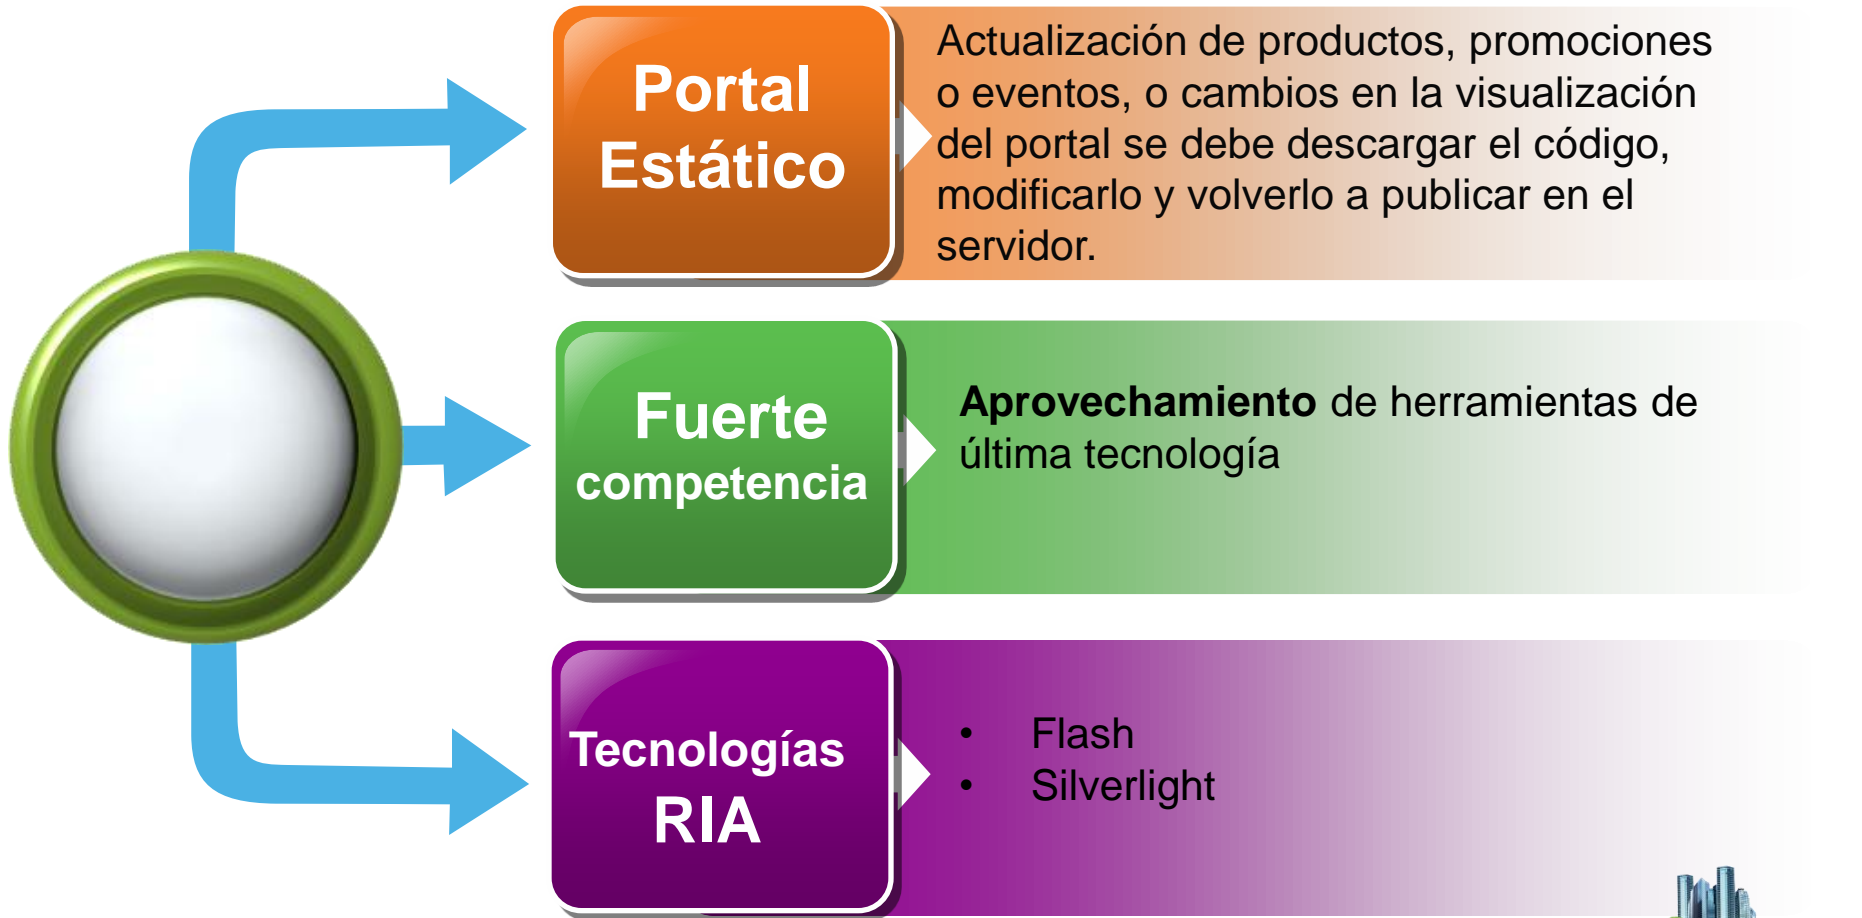 Portal
Estático
Actualización de productos, promociones
o eventos, o cambios en la visualización
del portal se debe descargar el código,
modificarlo y volverlo a publicar en el
servidor.
Fuerte
competencia
Aprovechamiento de herramientas de
última tecnología
Tecnologías
RIA
• Flash
• Silverlight